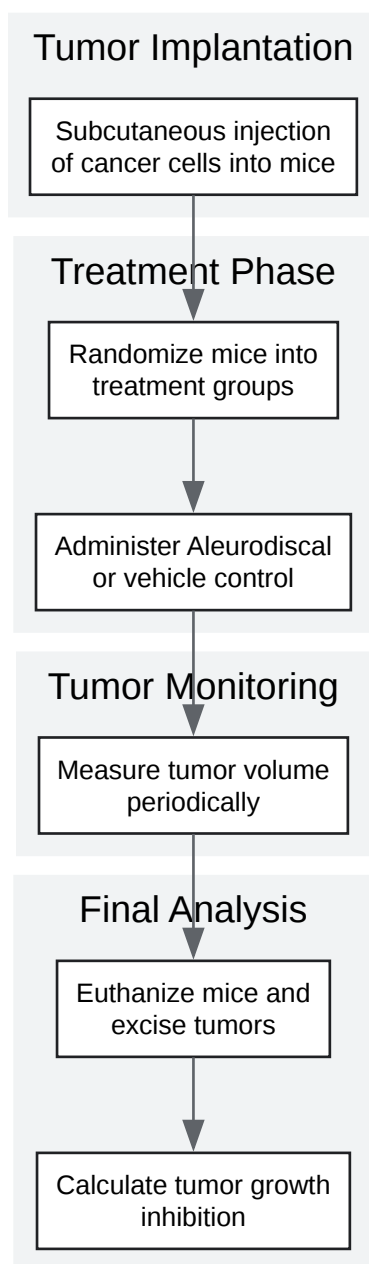 Tumor Implantation
Subcutaneous injection
of cancer cells into mice
Treatment Phase
Randomize mice into
treatment groups
Administer Aleurodiscal
or vehicle control
Tumor Monitoring
Measure tumor volume
periodically
Final Analysis
Euthanize mice and
excise tumors
Calculate tumor growth
inhibition